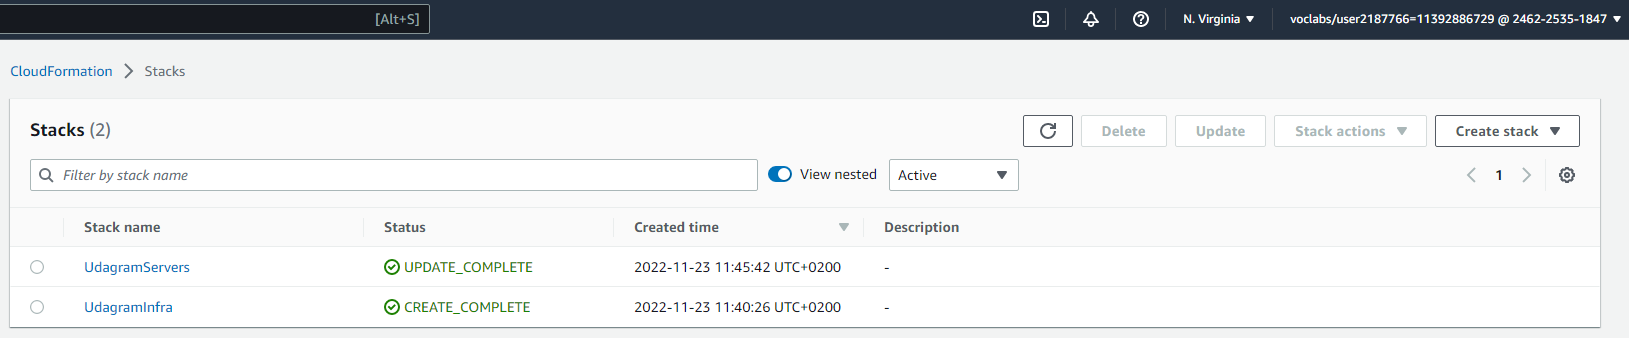 [Alt+S] N. Virginia voclabs/user2187766=11392886729 @ 2462-2535-1847
CloudFormation Stacks
Stacks (2) Delete Update Stack actions Create stack
Filter by stack name View nested Active 1
Stack name Status Created time Description
UdagramServers UPDATE_COMPLETE 2022-11-23 11:45:42 UTC+0200 -
UdagramInfra CREATE_COMPLETE 2022-11-23 11:40:26 UTC+0200 -